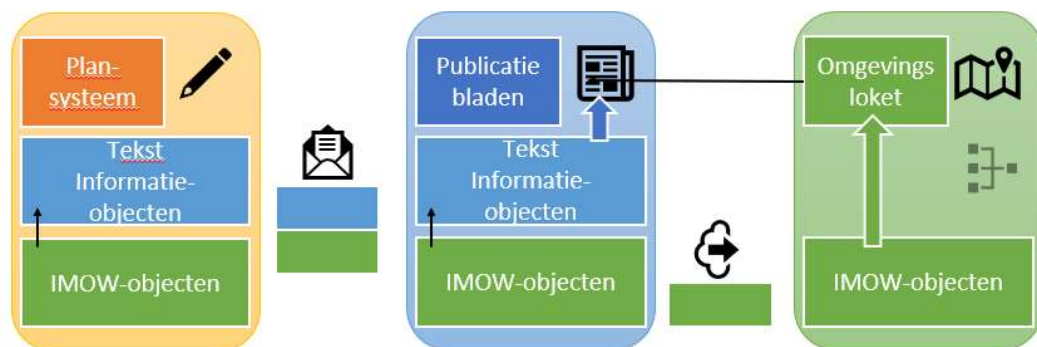 Plan-
systeem
Tekst
Informatie-
objecten
IMOW-objecten
Publicatie
bladen
Tekst
Informatie-
objecten
IMOW-objecten
Omgevings
loket
IMOW-objecten